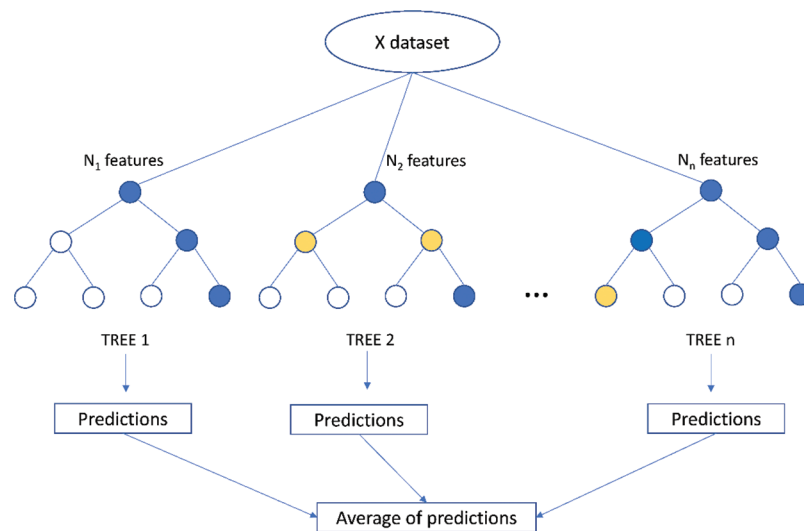 X dataset
N₁ features
N₂ features
Nₙ features
...
TREE 1
TREE 2
TREE n
Predictions
Predictions
Predictions
Average of predictions